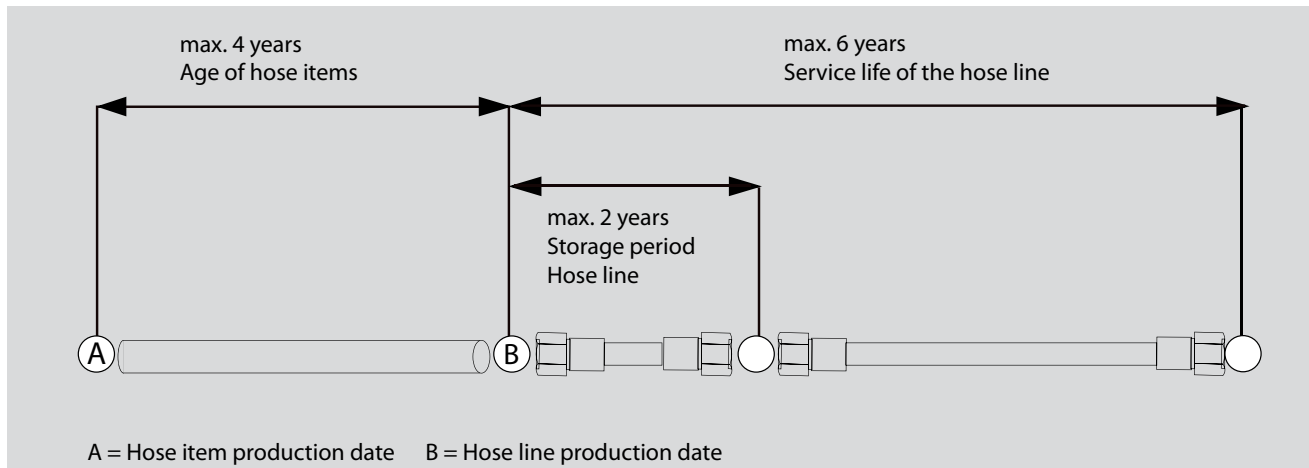 max. 4 years
Age of hose items
max. 6 years
Service life of the hose line
max. 2 years
Storage period
Hose line
A
B
A = Hose item production date B = Hose line production date